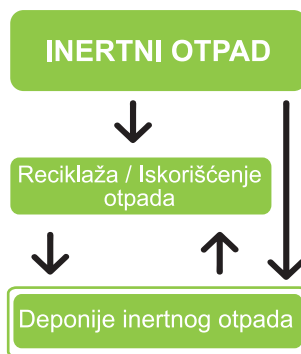 INERTNI OTPAD
Reciklaža / Iskorišćenje
otpada
Deponije inertnog otpada